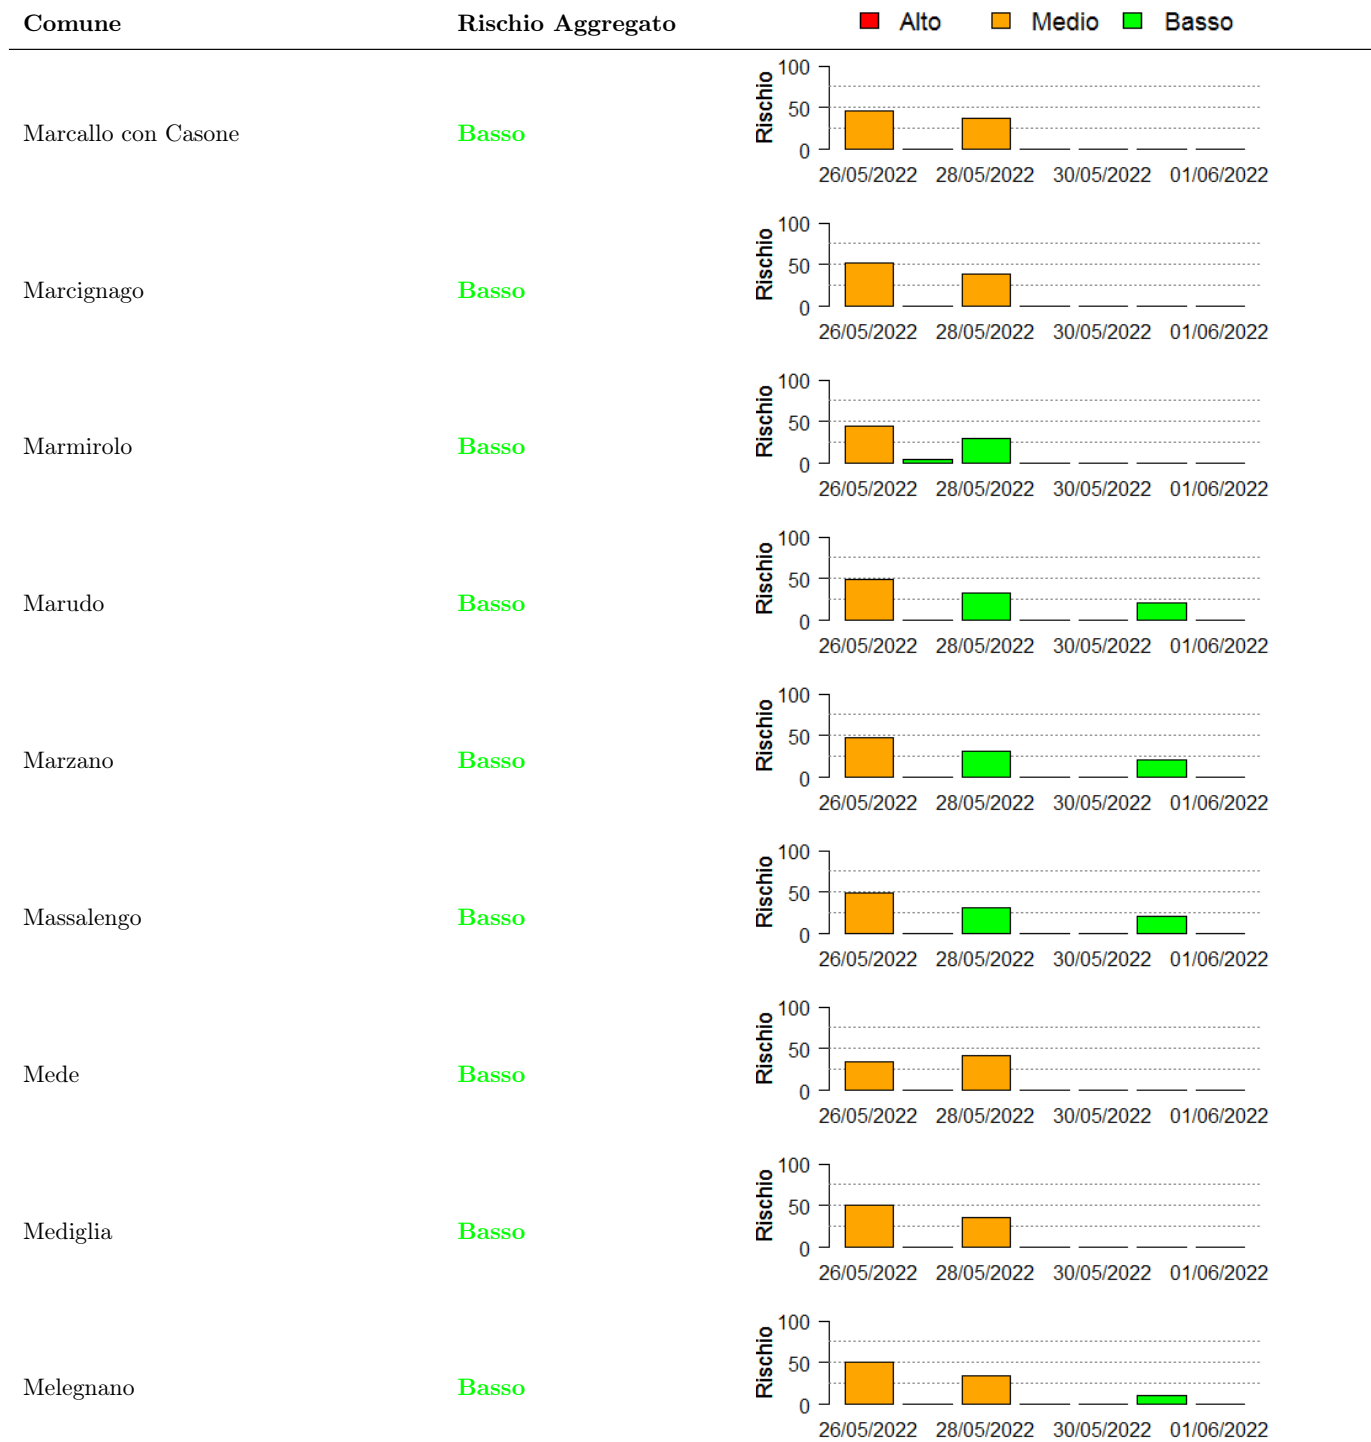 Comune Rischio Aggregato Alto Medio Basso
Marcallo con Casone Basso
Rischio
100
50
0
26/05/2022 28/05/2022 30/05/2022 01/06/2022
Marcignago Basso
Rischio
100
50
0
26/05/2022 28/05/2022 30/05/2022 01/06/2022
Marmirolo Basso
Rischio
100
50
0
26/05/2022 28/05/2022 30/05/2022 01/06/2022
Marudo Basso
Rischio
100
50
0
26/05/2022 28/05/2022 30/05/2022 01/06/2022
Marzano Basso
Rischio
100
50
0
26/05/2022 28/05/2022 30/05/2022 01/06/2022
Massalengo Basso
Rischio
100
50
0
26/05/2022 28/05/2022 30/05/2022 01/06/2022
Mede Basso
Rischio
100
50
0
26/05/2022 28/05/2022 30/05/2022 01/06/2022
Mediglia Basso
Rischio
100
50
0
26/05/2022 28/05/2022 30/05/2022 01/06/2022
Melegnano Basso
Rischio
100
50
0
26/05/2022 28/05/2022 30/05/2022 01/06/2022